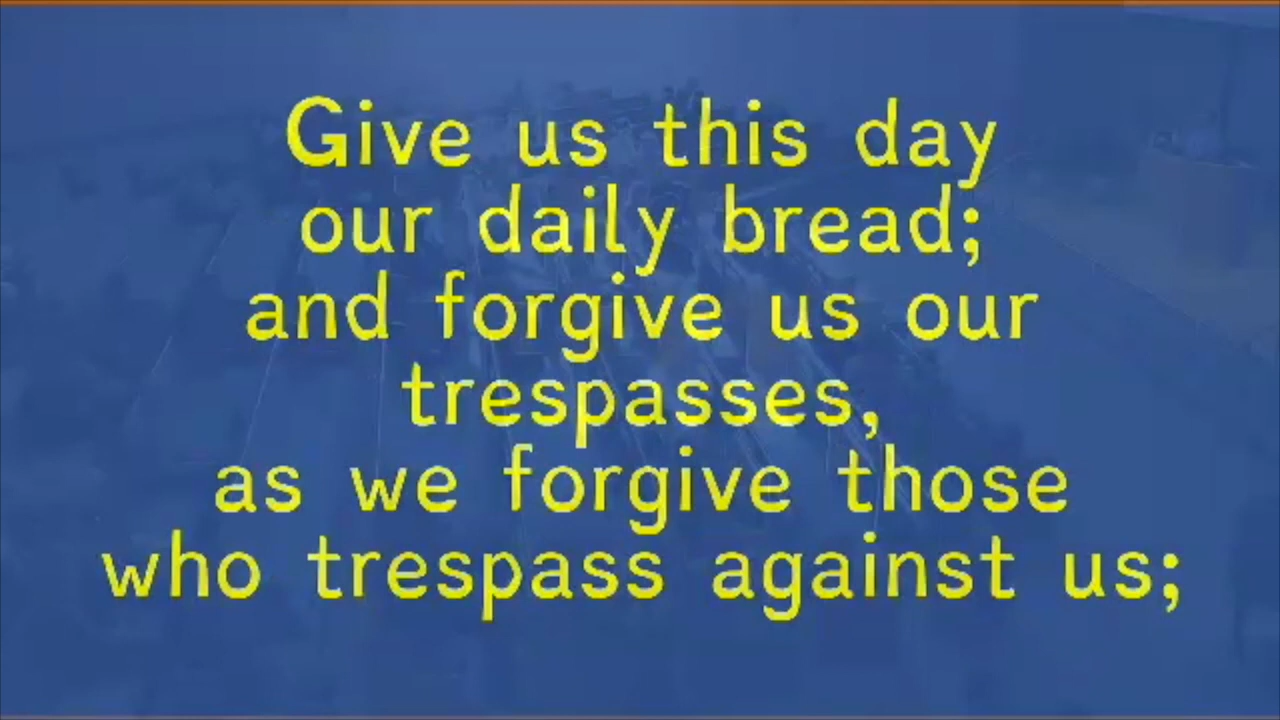 Give us this day
our daily bread;
and forgive us our
trespasses,
as we forgive those
who trespass against us;